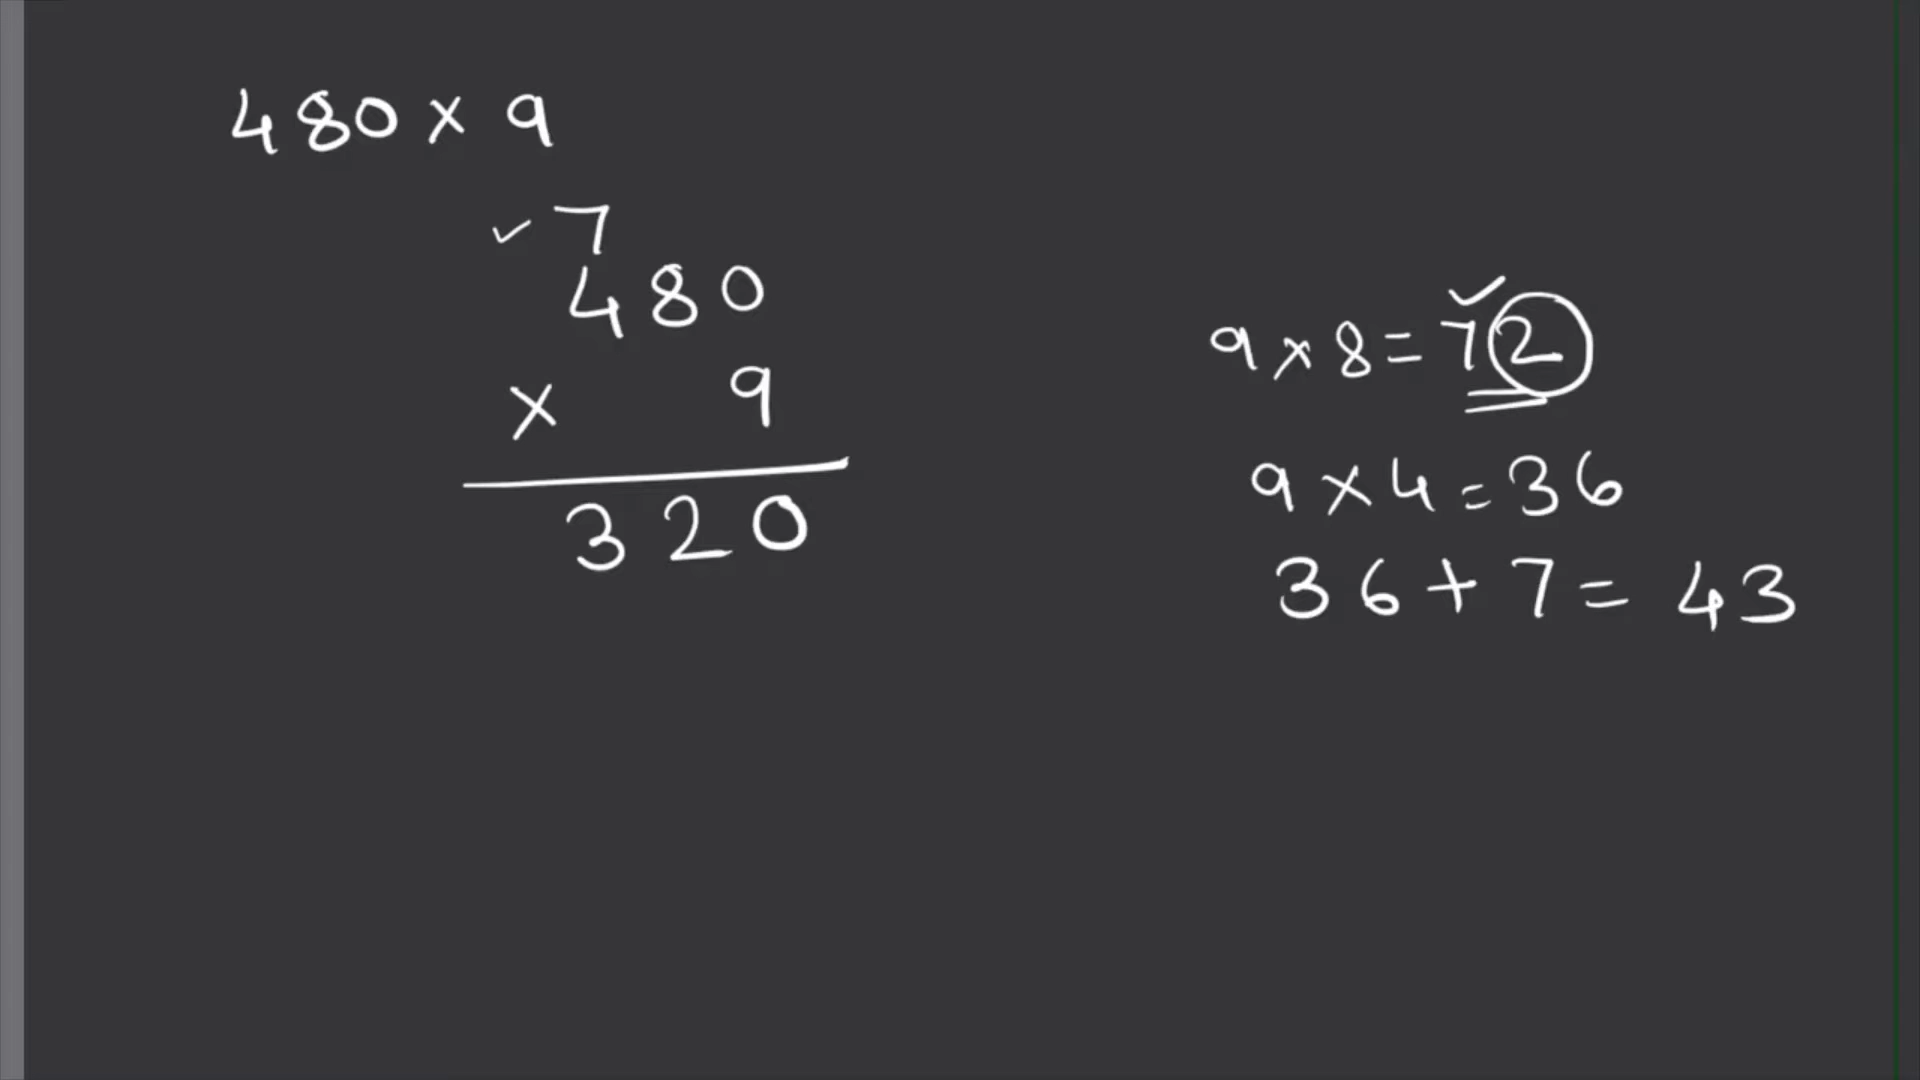 480 × 9
✓ 7
480
× 9
320
9 × 8 = 72
9 × 4 = 36
36 + 7 = 43